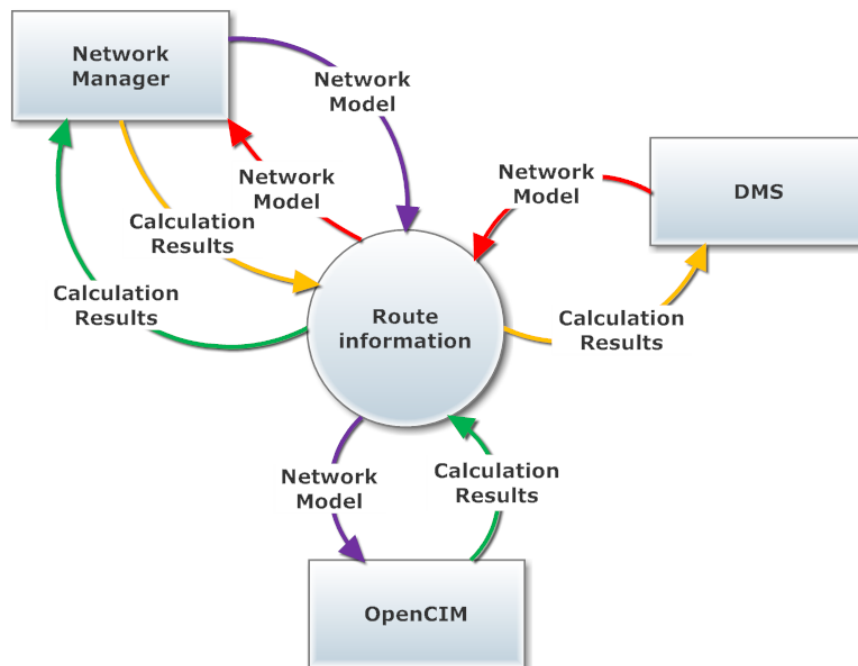 Network
Manager
Network
Model
Network
Model
DMS
Network
Model
Calculation
Results
Calculation
Results
Route
information
Calculation
Results
Network
Model
Calculation
Results
OpenCIM